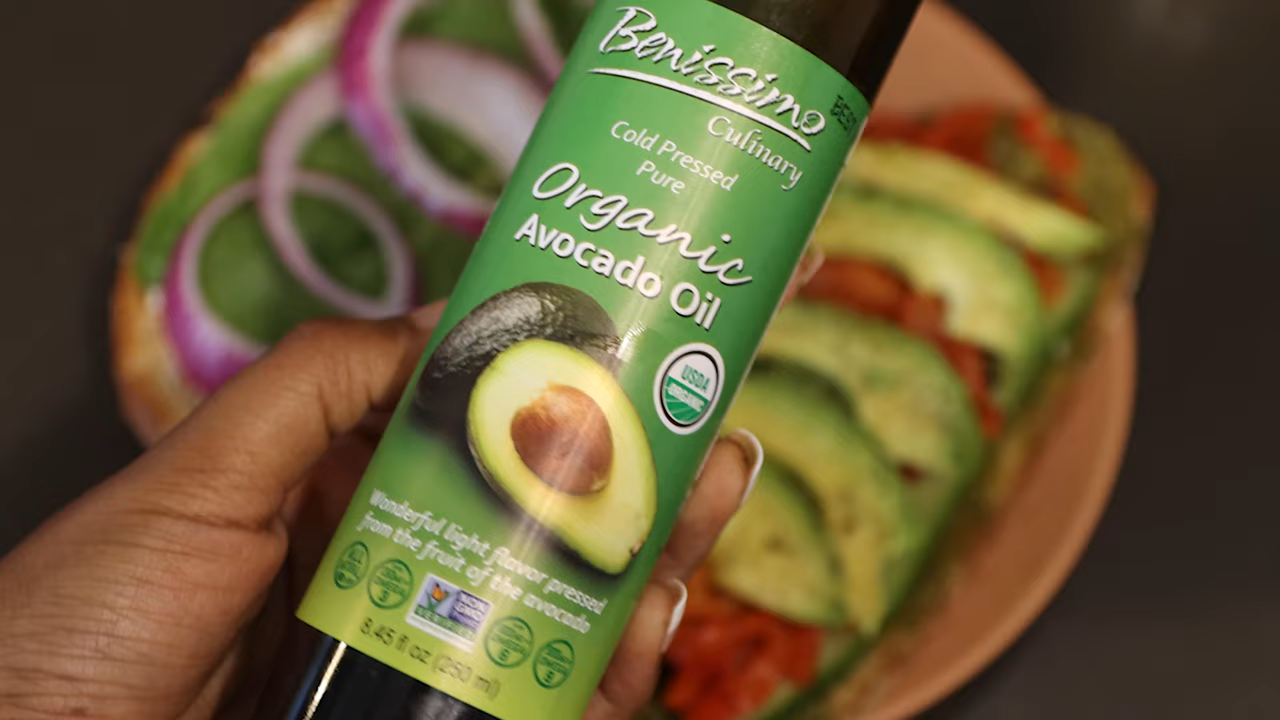 Benissimo
Culinary
BEST
Cold Pressed
Pure
Organic
Avocado Oil
USDA
ORGANIC
Wonderful light flavor pressed
from the fruit of the avocado
8.45 fl oz (250 ml)